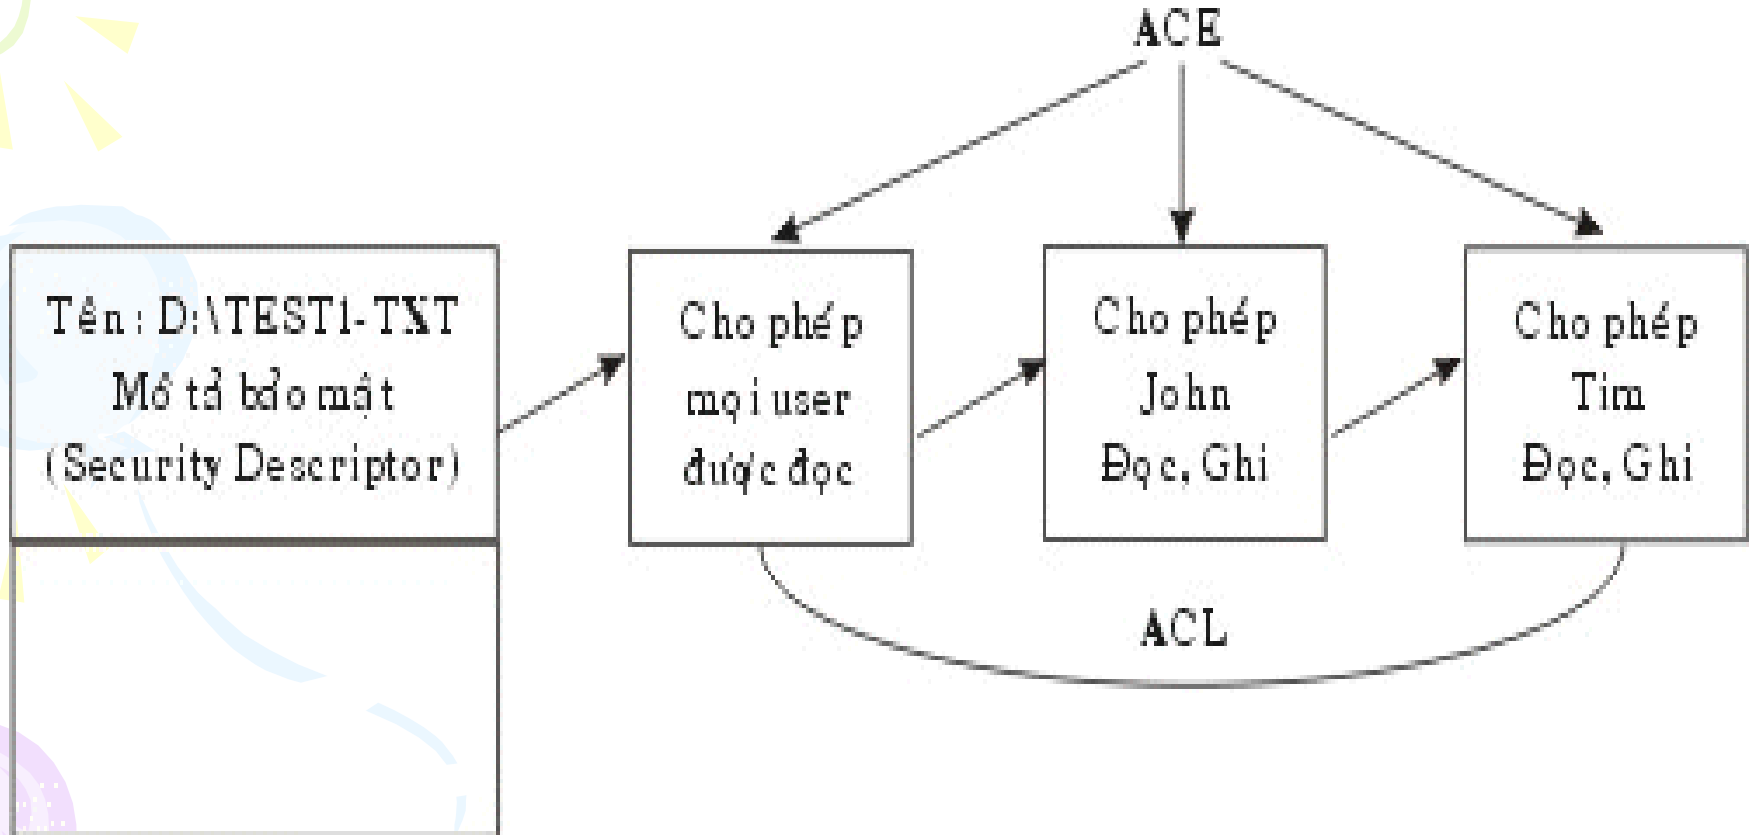 ACE
Tên : D:\TEST1-TXT
Mô tả bảo mật
(Security Descriptor)
Cho phép
mọi user
được đọc
Cho phép
John
Đọc, Ghi
Cho phép
Tim
Đọc, Ghi
ACL